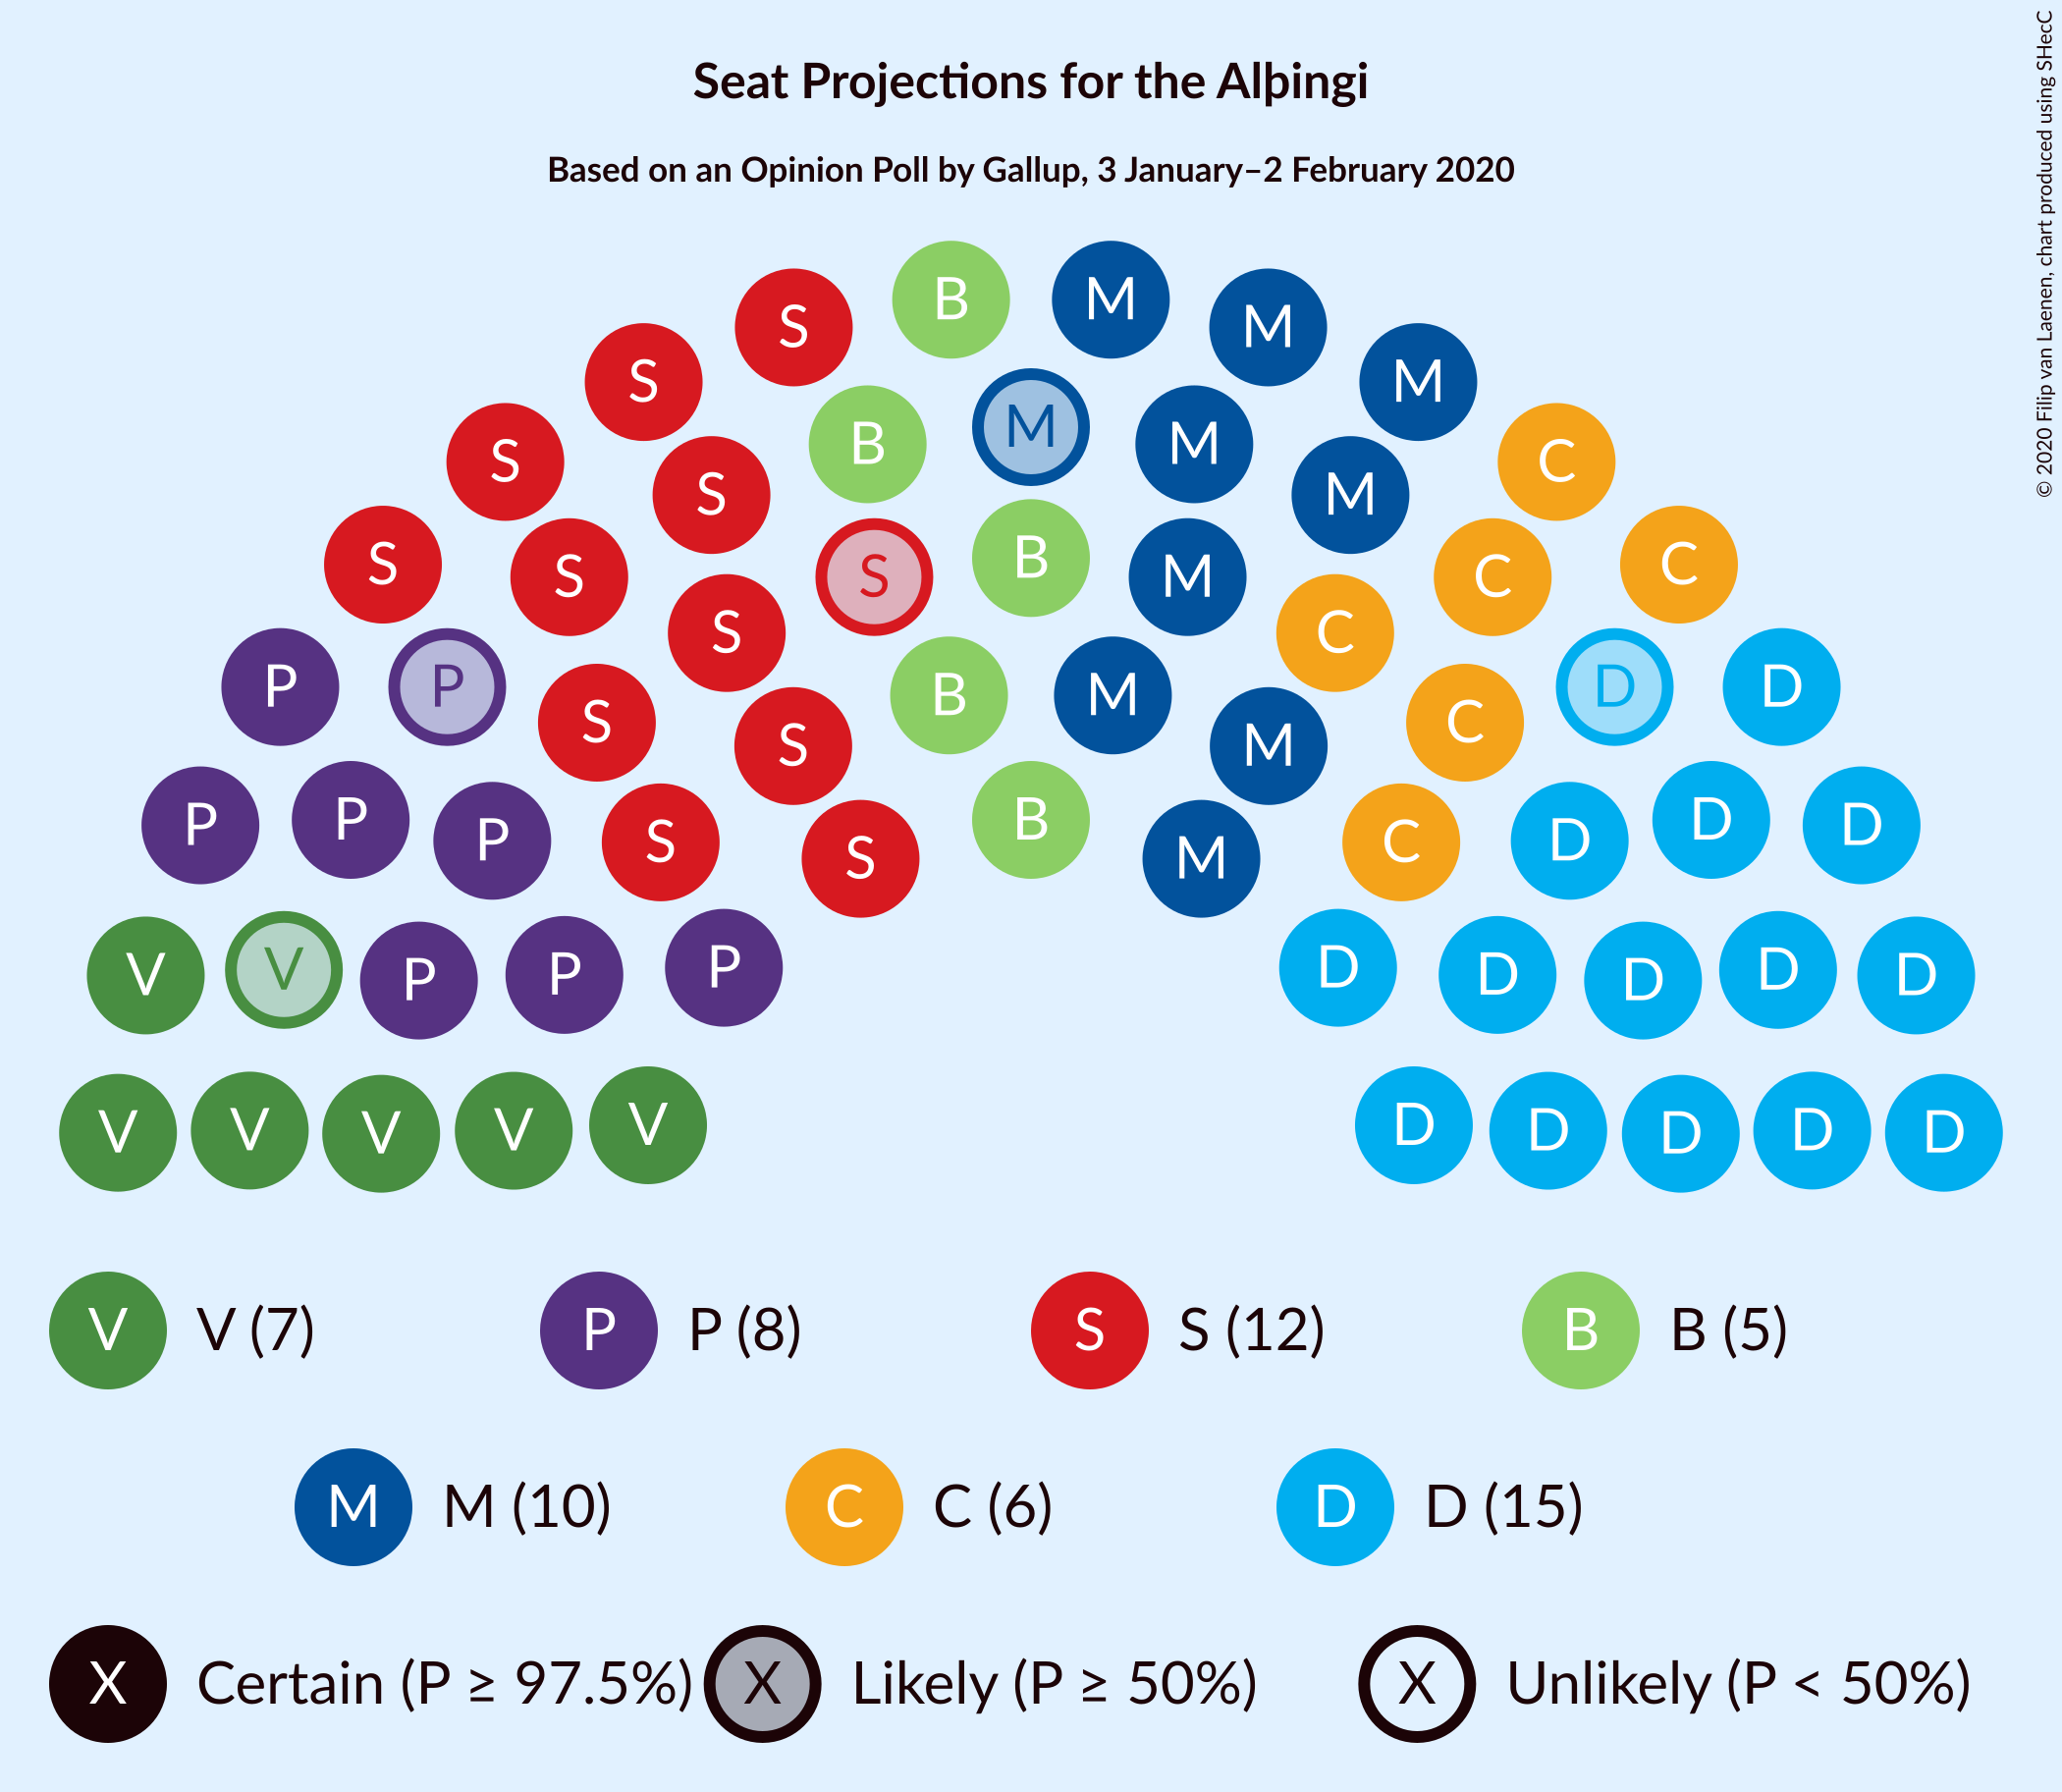 Seat Projections for the Alþingi
Based on an Opinion Poll by Gallup, 3 January–2 February 2020
© 2020 Filip van Laenen, chart produced using SHecC
B M
S M
S M
M
B M
S C
S M
S B C
S C
S M
S C
P P D D
B M
S C
S M
P D
P B D
P S C D
S M
V V P P P D D D D D
V V V V V D D D D D
V V (7) P P (8) S S (12) B B (5)
M M (10) C C (6) D D (15)
X Certain (P ≥ 97.5%) X Likely (P ≥ 50%) X Unlikely (P < 50%)